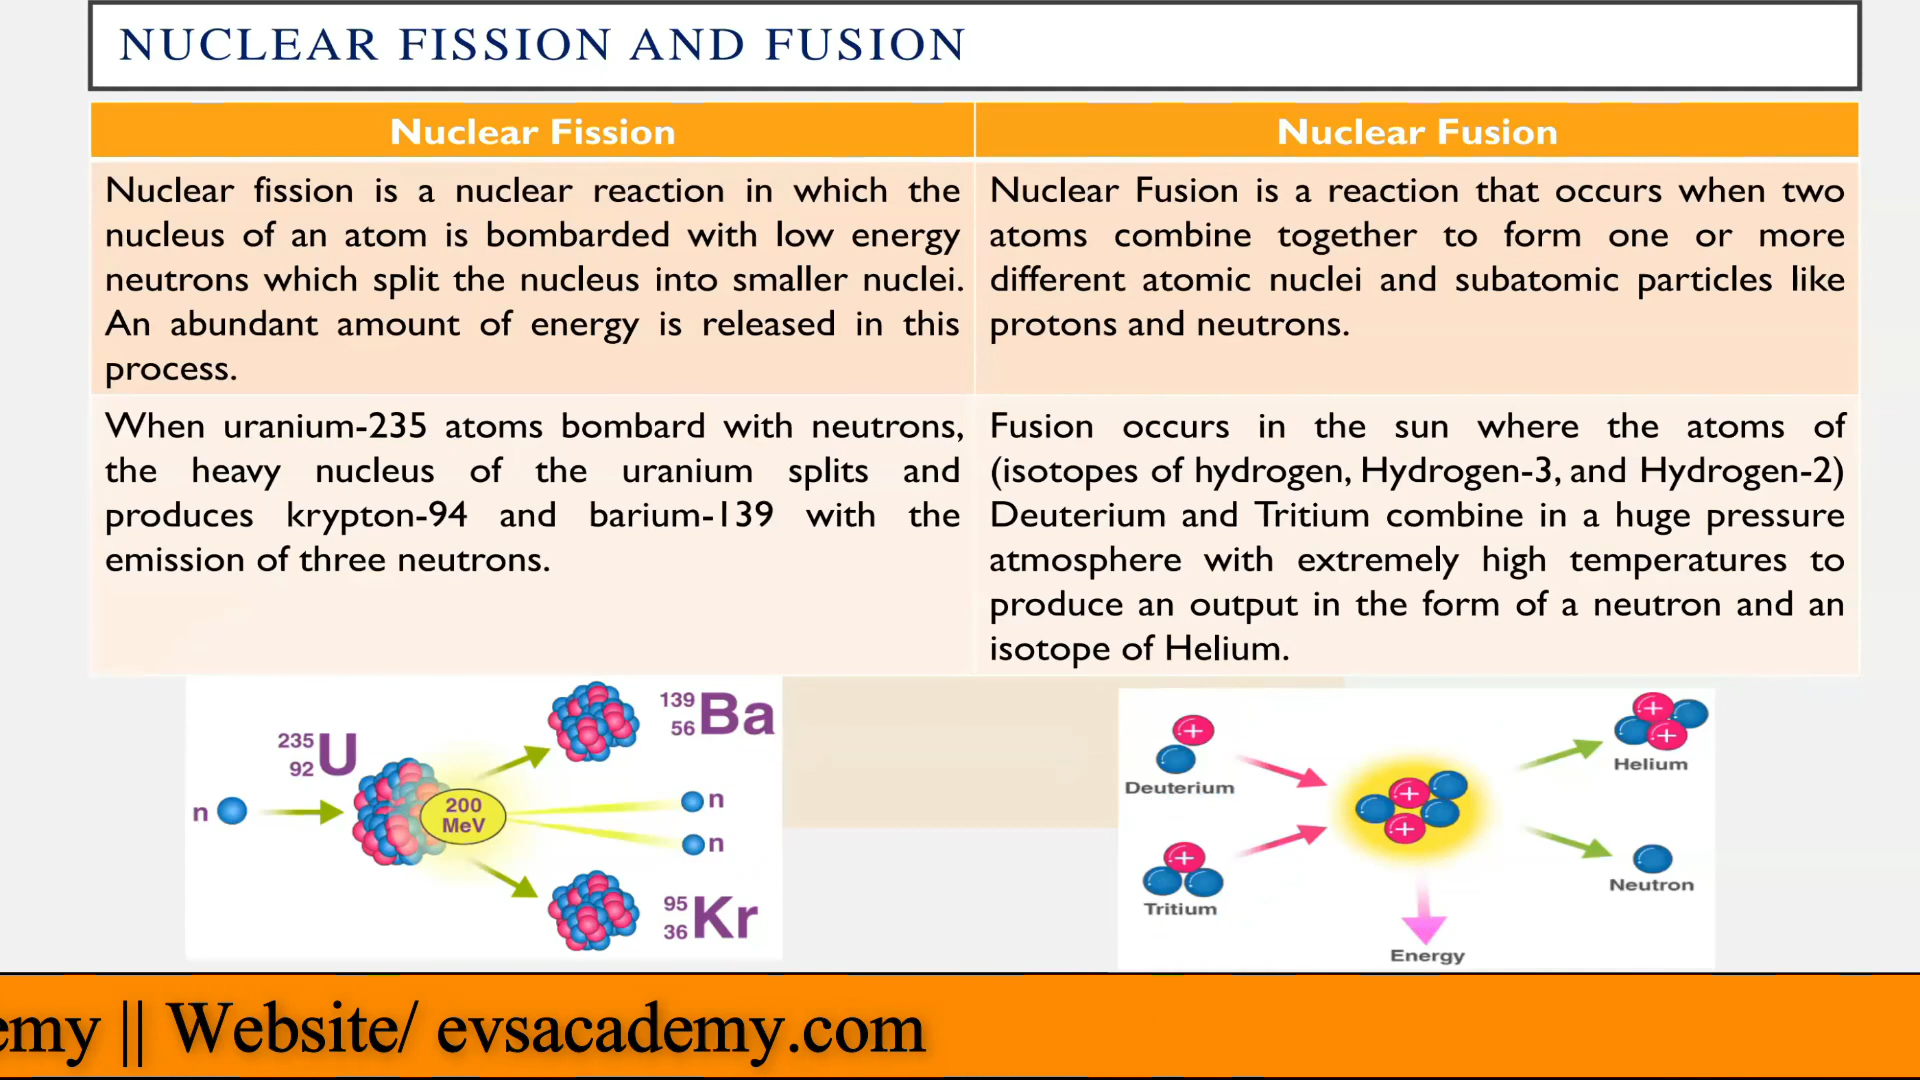 NUCLEAR FISSION AND FUSION
Nuclear Fission
Nuclear fission is a nuclear reaction in which the
nucleus of an atom is bombarded with low energy
neutrons which split the nucleus into smaller nuclei.
An abundant amount of energy is released in this
process.
When uranium-235 atoms bombard with neutrons,
the heavy nucleus of the uranium splits and
produces krypton-94 and barium-139 with the
emission of three neutrons.
Nuclear Fusion
Nuclear Fusion is a reaction that occurs when two
atoms combine together to form one or more
different atomic nuclei and subatomic particles like
protons and neutrons.
Fusion occurs in the sun where the atoms of
(isotopes of hydrogen, Hydrogen-3, and Hydrogen-2)
Deuterium and Tritium combine in a huge pressure
atmosphere with extremely high temperatures to
produce an output in the form of a neutron and an
isotope of Helium.
n
235
92 U
200
MeV
139
56 Ba
n
n
95
36 Kr
Deuterium
Tritium
Energy
Helium
Neutron
emy || Website/ evsacademy.com